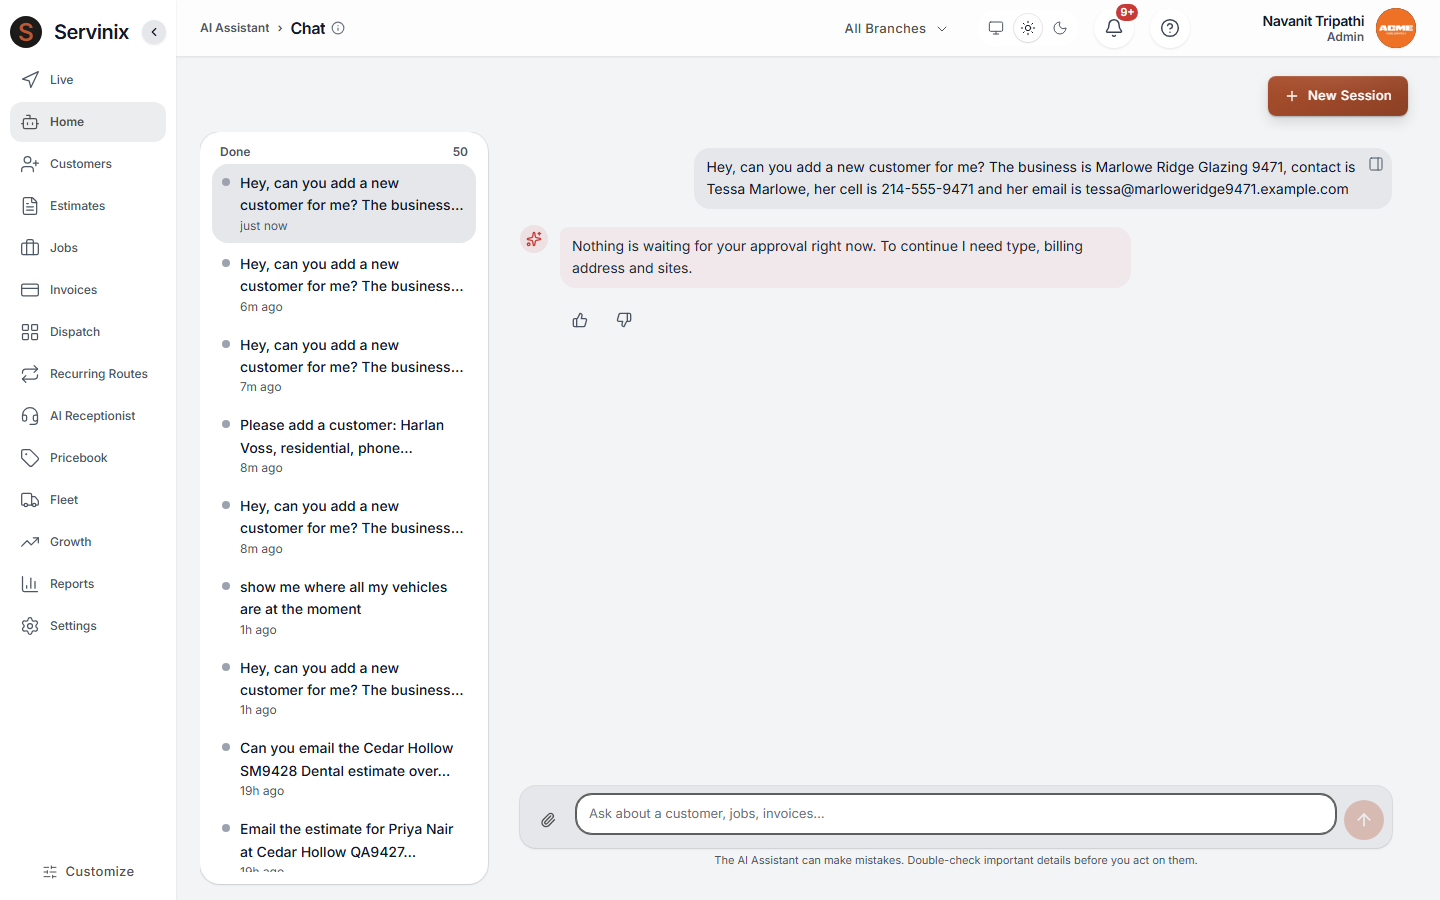 S Servinix
Live
Home
Customers
Estimates
Jobs
Invoices
Dispatch
Recurring Routes
AI Receptionist
Pricebook
Fleet
Growth
Reports
Settings
Customize
AI Assistant › Chat
All Branches
9+
Navanit Tripathi
Admin
ACME
New Session
Done 50
Hey, can you add a new
customer for me? The business...
just now
Hey, can you add a new
customer for me? The business...
6m ago
Hey, can you add a new
customer for me? The business...
7m ago
Please add a customer: Harlan
Voss, residential, phone...
8m ago
Hey, can you add a new
customer for me? The business...
8m ago
show me where all my vehicles
are at the moment
1h ago
Hey, can you add a new
customer for me? The business...
1h ago
Can you email the Cedar Hollow
SM9428 Dental estimate over...
19h ago
Email the estimate for Priya Nair
at Cedar Hollow QA9427...
19h ago
Hey, can you add a new customer for me? The business is Marlowe Ridge Glazing 9471, contact is
Tessa Marlowe, her cell is 214-555-9471 and her email is tessa@marloweridge9471.example.com
Nothing is waiting for your approval right now. To continue I need type, billing
address and sites.
Ask about a customer, jobs, invoices...
The AI Assistant can make mistakes. Double-check important details before you act on them.